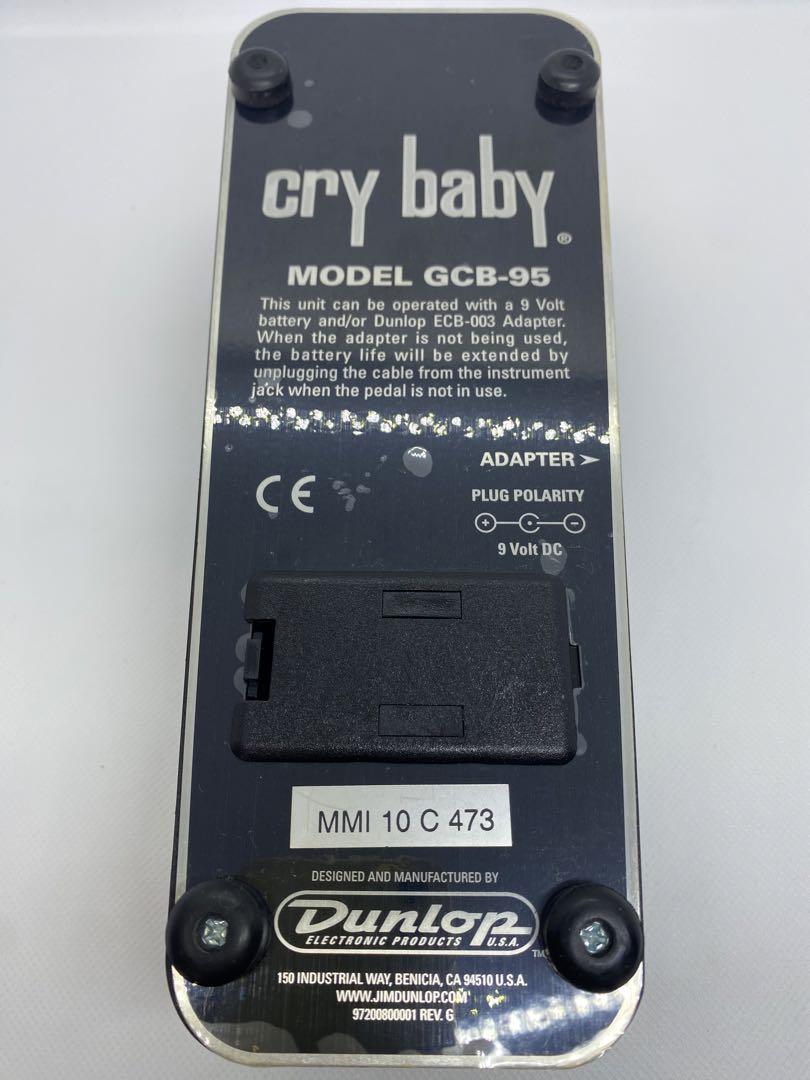 cry baby®
MODEL GCB-95
This unit can be operated with a 9 Volt
battery and/or Dunlop ECB-003 Adapter.
When the adapter is not being used,
the battery life will be extended by
unplugging the cable from the instrument
jack when the pedal is not in use.
ADAPTER ➤
CE
PLUG POLARITY
+ C -
9 Volt DC
MMI 10 C 473
DESIGNED AND MANUFACTURED BY
Dunlop
ELECTRONIC PRODUCTS U.S.A.
TM
150 INDUSTRIAL WAY, BENICIA, CA 94510 U.S.A.
WWW.JIMDUNLOP.COM
97200800001 REV. G